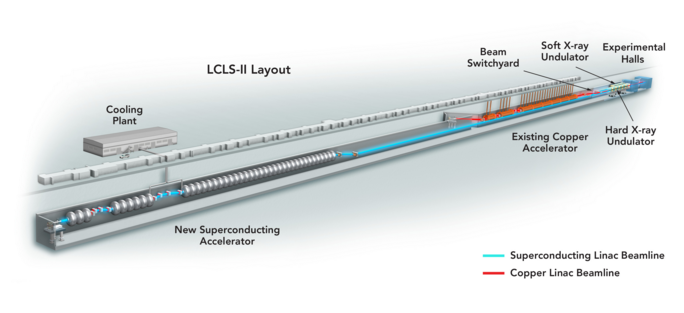 LCLS-II Layout
Cooling
Plant
Beam
Switchyard
Soft X-ray
Undulator
Experimental
Halls
Existing Copper
Accelerator
Hard X-ray
Undulator
New Superconducting
Accelerator
Superconducting Linac Beamline
Copper Linac Beamline